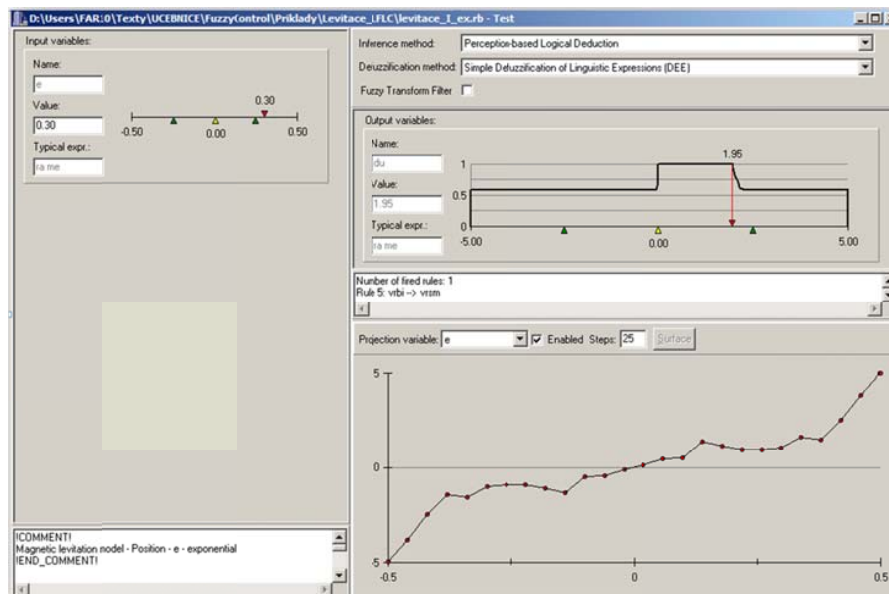 D:\Users\FAR10\Texty\UCEBNICE\FuzzyControl\Priklady\Levitace_LFLC\levitace_I_ex.rb - Test
Input variables:
Name:
e
Value:
0.30
Typical expr.:
ra me
0.30
-0.50
0.00
0.50
!COMMENT!
Magnetic levitation model - Position - e - exponential
!END_COMMENT!
Inference method:
Perception-based Logical Deduction
Defuzzification method:
Simple Defuzzification of Linguistic Expressions (DEE)
Fuzzy Transform Filter
Output variables:
Name:
du
Value:
1.95
Typical expr.:
ra me
1.95
1
0.5
0
-5.00
0.00
5.00
Number of fired rules: 1
Rule 5: vrbi --> vrsm
Projection variable:
e
Enabled
Steps:
25
Surface
5
0
-5
-0.5
0
0.5